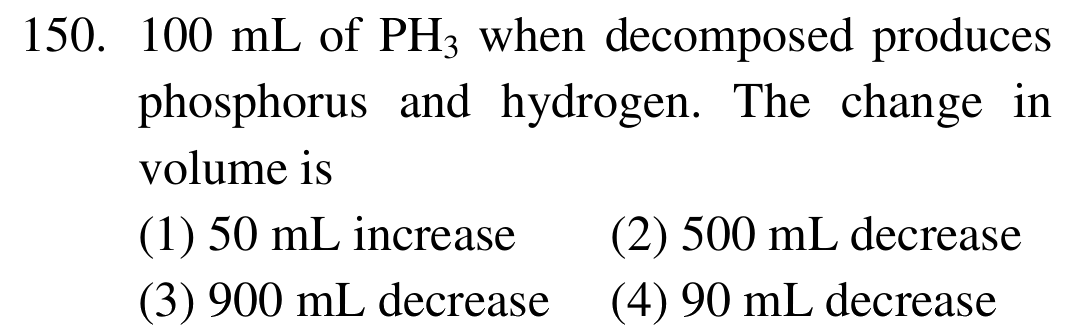 150. 100 mL of PH₃ when decomposed produces
phosphorus and hydrogen. The change in
volume is
(1) 50 mL increase (2) 500 mL decrease
(3) 900 mL decrease (4) 90 mL decrease